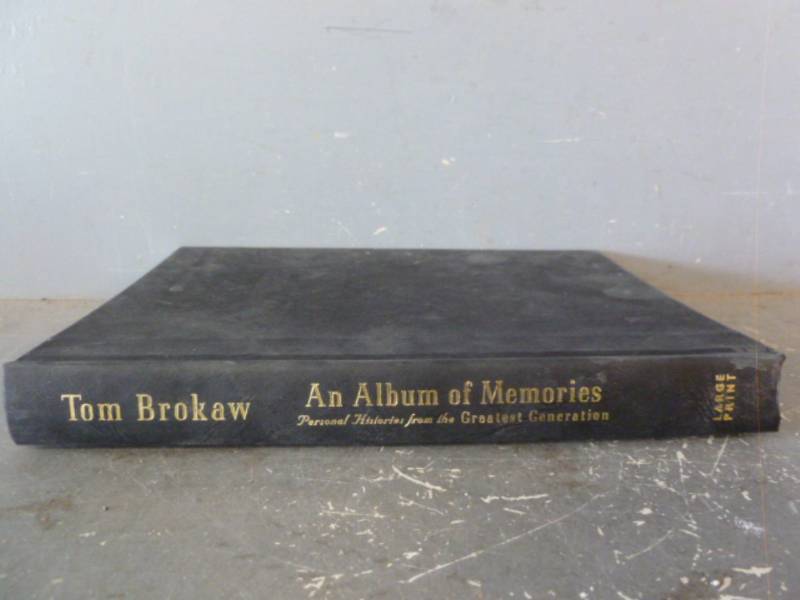 Tom Brokaw
An Album of Memories
Personal Histories from the Greatest Generation
LARGE
PRINT